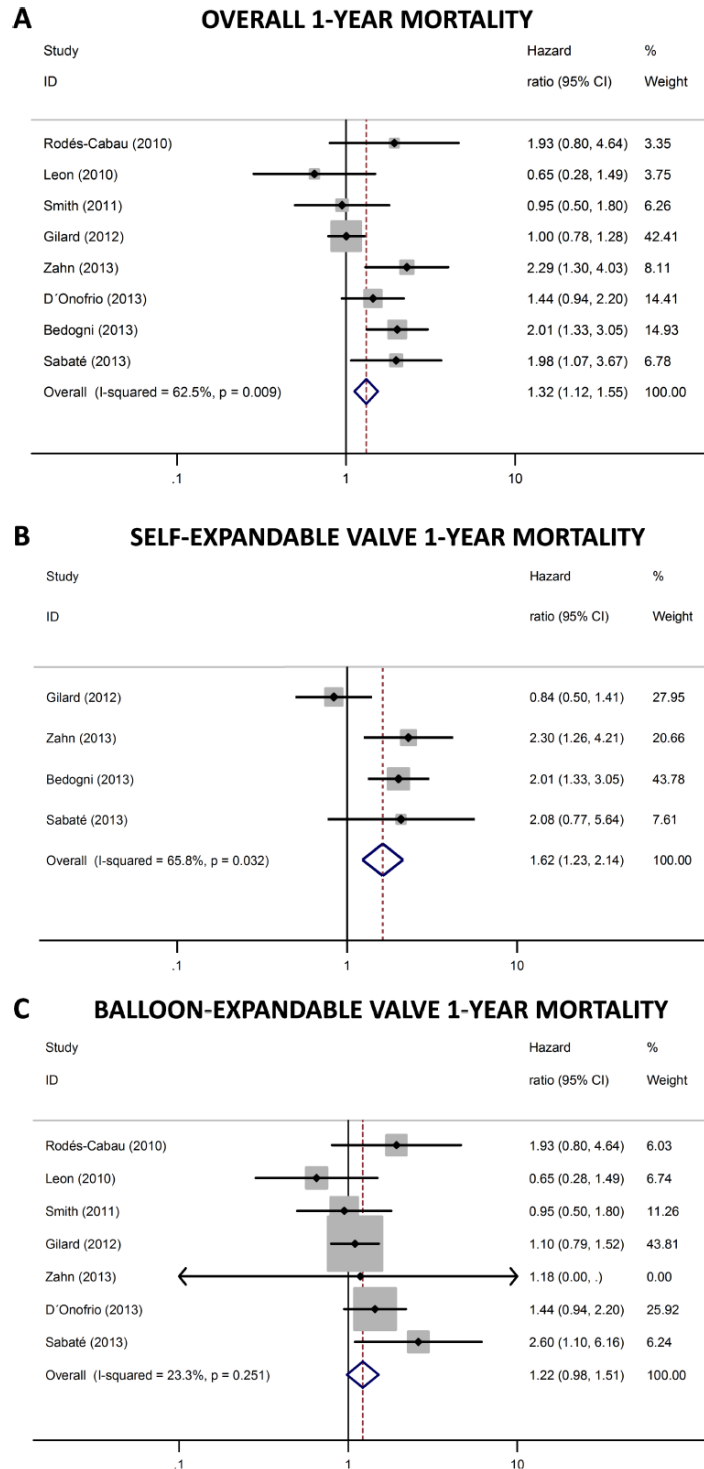 A OVERALL 1-YEAR MORTALITY
Study Hazard %
ID ratio (95% CI) Weight
Rodés-Cabau (2010) 1.93 (0.80, 4.64) 3.35
Leon (2010) 0.65 (0.28, 1.49) 3.75
Smith (2011) 0.95 (0.50, 1.80) 6.26
Gilard (2012) 1.00 (0.78, 1.28) 42.41
Zahn (2013) 2.29 (1.30, 4.03) 8.11
D´Onofrio (2013) 1.44 (0.94, 2.20) 14.41
Bedogni (2013) 2.01 (1.33, 3.05) 14.93
Sabaté (2013) 1.98 (1.07, 3.67) 6.78
Overall (I-squared = 62.5%, p = 0.009) 1.32 (1.12, 1.55) 100.00
.1 1 10
B SELF-EXPANDABLE VALVE 1-YEAR MORTALITY
Study Hazard %
ID ratio (95% CI) Weight
Gilard (2012) 0.84 (0.50, 1.41) 27.95
Zahn (2013) 2.30 (1.26, 4.21) 20.66
Bedogni (2013) 2.01 (1.33, 3.05) 43.78
Sabaté (2013) 2.08 (0.77, 5.64) 7.61
Overall (I-squared = 65.8%, p = 0.032) 1.62 (1.23, 2.14) 100.00
.1 1 10
C BALLOON-EXPANDABLE VALVE 1-YEAR MORTALITY
Study Hazard %
ID ratio (95% CI) Weight
Rodés-Cabau (2010) 1.93 (0.80, 4.64) 6.03
Leon (2010) 0.65 (0.28, 1.49) 6.74
Smith (2011) 0.95 (0.50, 1.80) 11.26
Gilard (2012) 1.10 (0.79, 1.52) 43.81
Zahn (2013) 1.18 (0.00, .) 0.00
D´Onofrio (2013) 1.44 (0.94, 2.20) 25.92
Sabaté (2013) 2.60 (1.10, 6.16) 6.24
Overall (I-squared = 23.3%, p = 0.251) 1.22 (0.98, 1.51) 100.00
.1 1 10